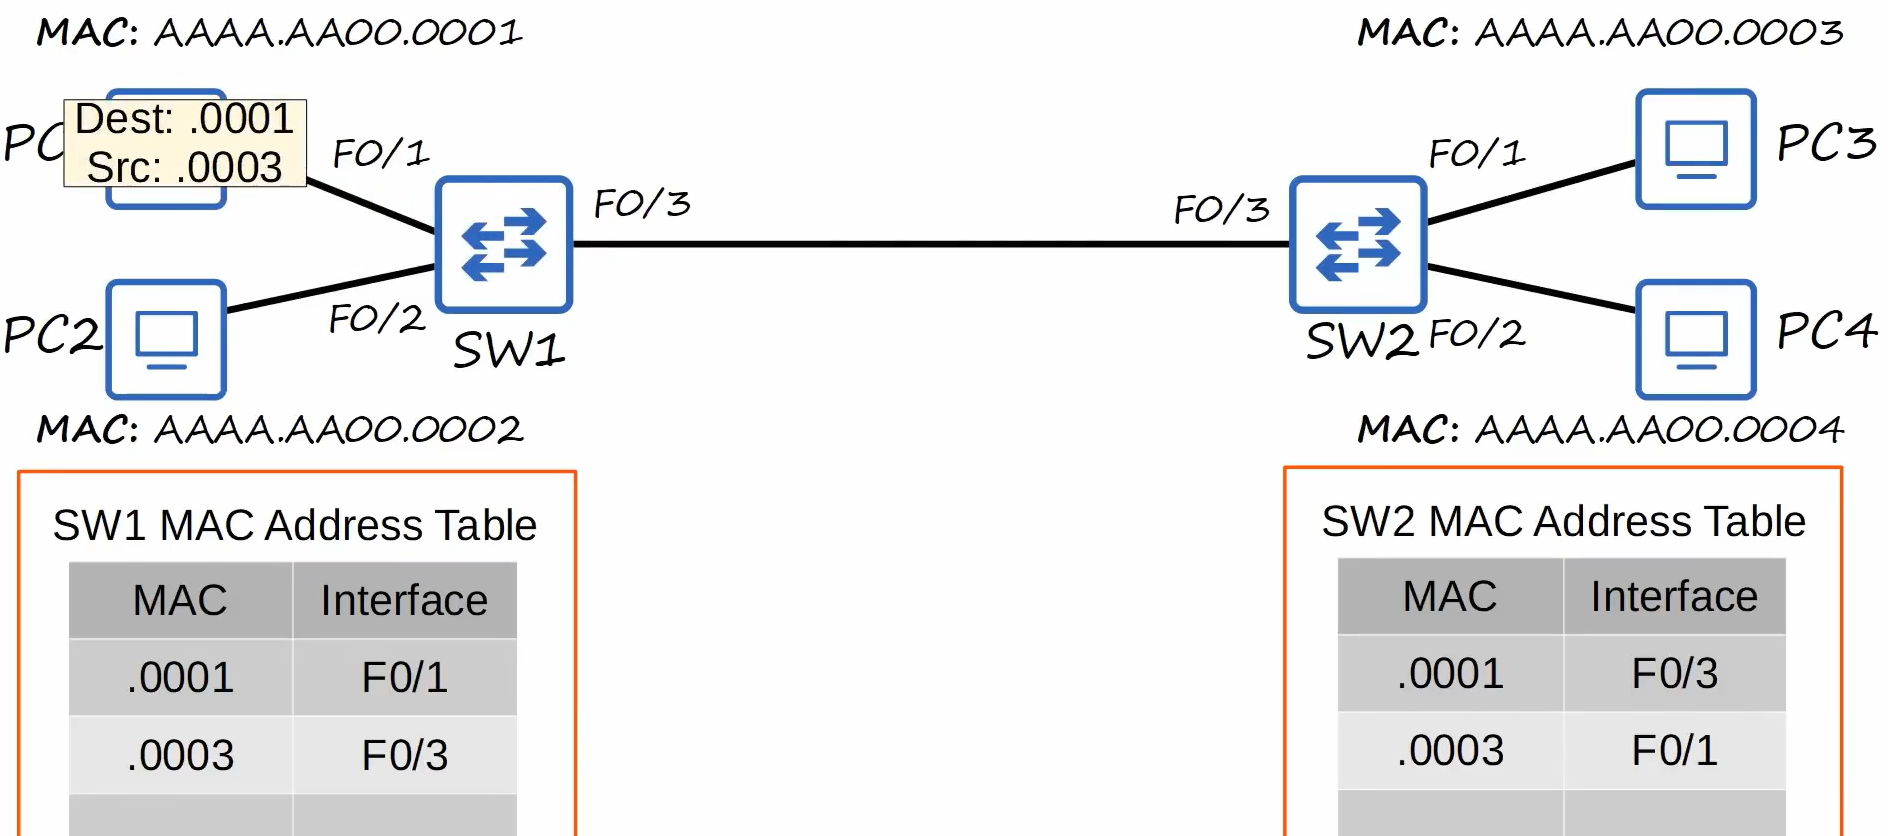 MAC: AAAA.AA00.0001
MAC: AAAA.AA00.0003
PC
Dest: .0001
Src: .0003
F0/1
F0/3
SW1
F0/2
PC2
MAC: AAAA.AA00.0002
F0/3
SW2
F0/1
PC3
F0/2
PC4
MAC: AAAA.AA00.0004
SW1 MAC Address Table
MAC Interface
.0001 F0/1
.0003 F0/3
SW2 MAC Address Table
MAC Interface
.0001 F0/3
.0003 F0/1